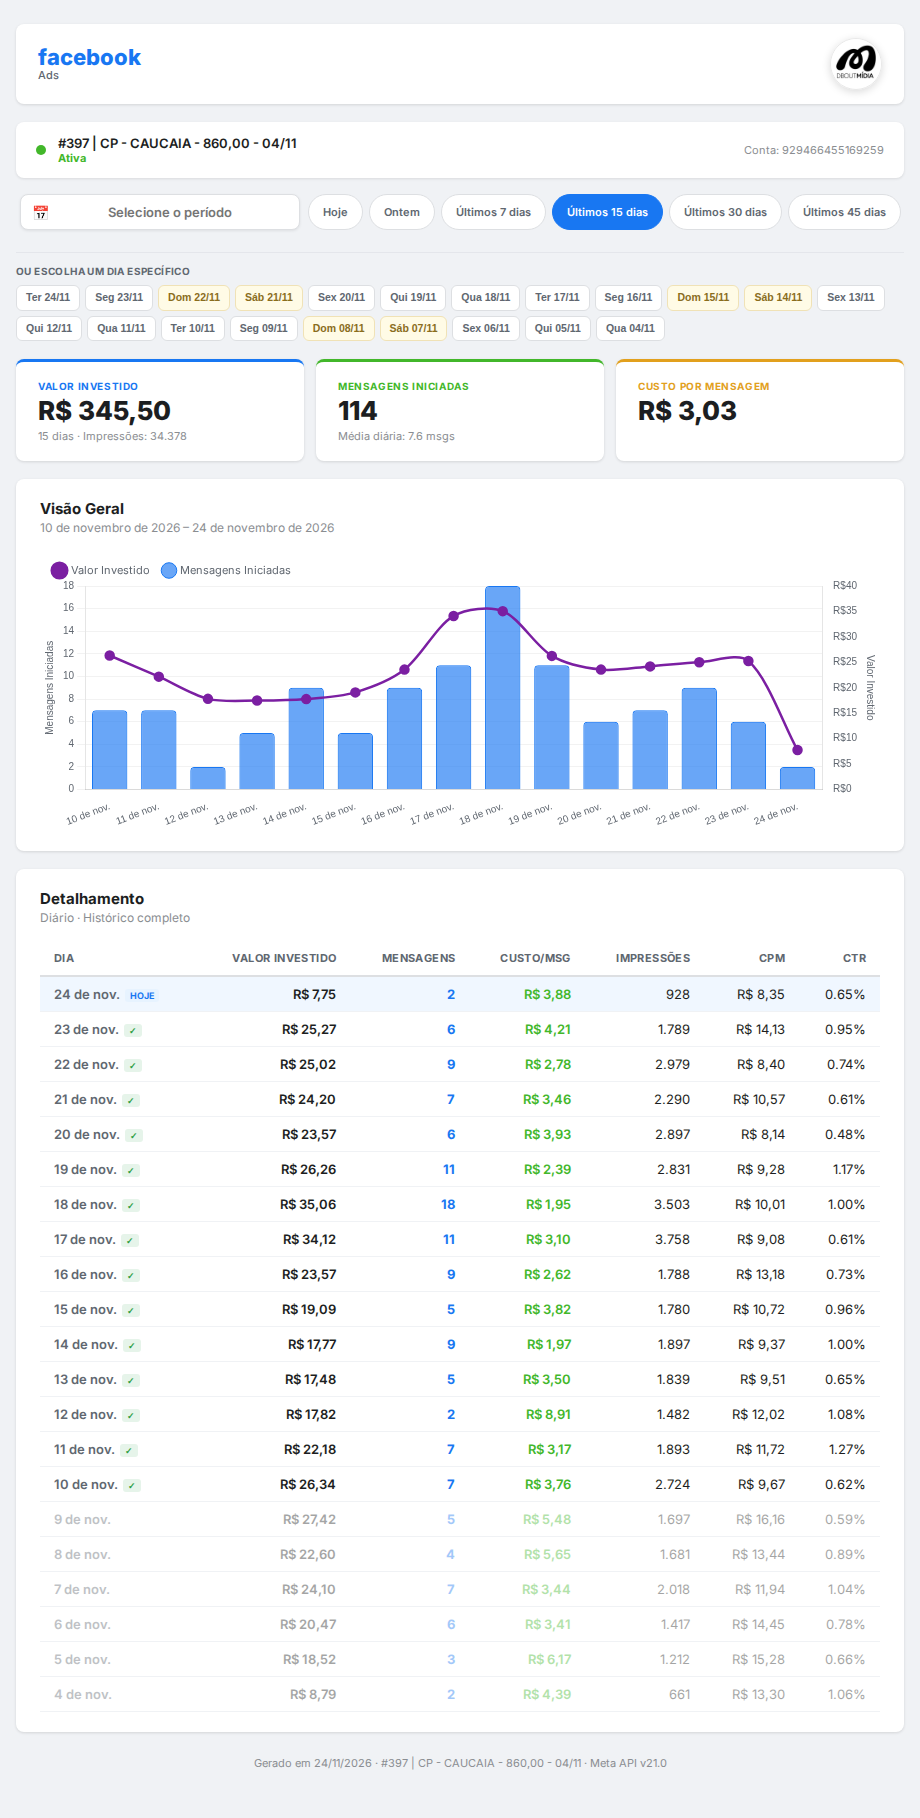 facebook
Ads
DBOUTMÍDIA
#397 | CP - CAUCAIA - 860,00 - 04/11
Ativa
Conta: 929466455169259
Selecione o período
Hoje
Ontem
Últimos 7 dias
Últimos 15 dias
Últimos 30 dias
Últimos 45 dias
OU ESCOLHA UM DIA ESPECÍFICO
Ter 24/11 Seg 23/11 Dom 22/11 Sáb 21/11 Sex 20/11 Qui 19/11 Qua 18/11 Ter 17/11 Seg 16/11 Dom 15/11 Sáb 14/11 Sex 13/11
Qui 12/11 Qua 11/11 Ter 10/11 Seg 09/11 Dom 08/11 Sáb 07/11 Sex 06/11 Qui 05/11 Qua 04/11
VALOR INVESTIDO
R$ 345,50
15 dias · Impressões: 34.378
MENSAGENS INICIADAS
114
Média diária: 7.6 msgs
CUSTO POR MENSAGEM
R$ 3,03
Visão Geral
10 de novembro de 2026 – 24 de novembro de 2026
Valor Investido Mensagens Iniciadas
Mensagens Iniciadas
18
16
14
12
10
8
6
4
2
0
R$40
R$35
R$30
R$25
R$20
R$15
R$10
R$5
R$0
Valor Investido
10 de nov. 11 de nov. 12 de nov. 13 de nov. 14 de nov. 15 de nov. 16 de nov. 17 de nov. 18 de nov. 19 de nov. 20 de nov. 21 de nov. 22 de nov. 23 de nov. 24 de nov.
Detalhamento
Diário · Histórico completo
DIA VALOR INVESTIDO MENSAGENS CUSTO/MSG IMPRESSÕES CPM CTR
24 de nov. HOJE R$ 7,75 2 R$ 3,88 928 R$ 8,35 0.65%
23 de nov. ✓ R$ 25,27 6 R$ 4,21 1.789 R$ 14,13 0.95%
22 de nov. ✓ R$ 25,02 9 R$ 2,78 2.979 R$ 8,40 0.74%
21 de nov. ✓ R$ 24,20 7 R$ 3,46 2.290 R$ 10,57 0.61%
20 de nov. ✓ R$ 23,57 6 R$ 3,93 2.897 R$ 8,14 0.48%
19 de nov. ✓ R$ 26,26 11 R$ 2,39 2.831 R$ 9,28 1.17%
18 de nov. ✓ R$ 35,06 18 R$ 1,95 3.503 R$ 10,01 1.00%
17 de nov. ✓ R$ 34,12 11 R$ 3,10 3.758 R$ 9,08 0.61%
16 de nov. ✓ R$ 23,57 9 R$ 2,62 1.788 R$ 13,18 0.73%
15 de nov. ✓ R$ 19,09 5 R$ 3,82 1.780 R$ 10,72 0.96%
14 de nov. ✓ R$ 17,77 9 R$ 1,97 1.897 R$ 9,37 1.00%
13 de nov. ✓ R$ 17,48 5 R$ 3,50 1.839 R$ 9,51 0.65%
12 de nov. ✓ R$ 17,82 2 R$ 8,91 1.482 R$ 12,02 1.08%
11 de nov. ✓ R$ 22,18 7 R$ 3,17 1.893 R$ 11,72 1.27%
10 de nov. ✓ R$ 26,34 7 R$ 3,76 2.724 R$ 9,67 0.62%
9 de nov. R$ 27,42 5 R$ 5,48 1.697 R$ 16,16 0.59%
8 de nov. R$ 22,60 4 R$ 5,65 1.681 R$ 13,44 0.89%
7 de nov. R$ 24,10 7 R$ 3,44 2.018 R$ 11,94 1.04%
6 de nov. R$ 20,47 6 R$ 3,41 1.417 R$ 14,45 0.78%
5 de nov. R$ 18,52 3 R$ 6,17 1.212 R$ 15,28 0.66%
4 de nov. R$ 8,79 2 R$ 4,39 661 R$ 13,30 1.06%
Gerado em 24/11/2026 · #397 | CP - CAUCAIA - 860,00 - 04/11 · Meta API v21.0